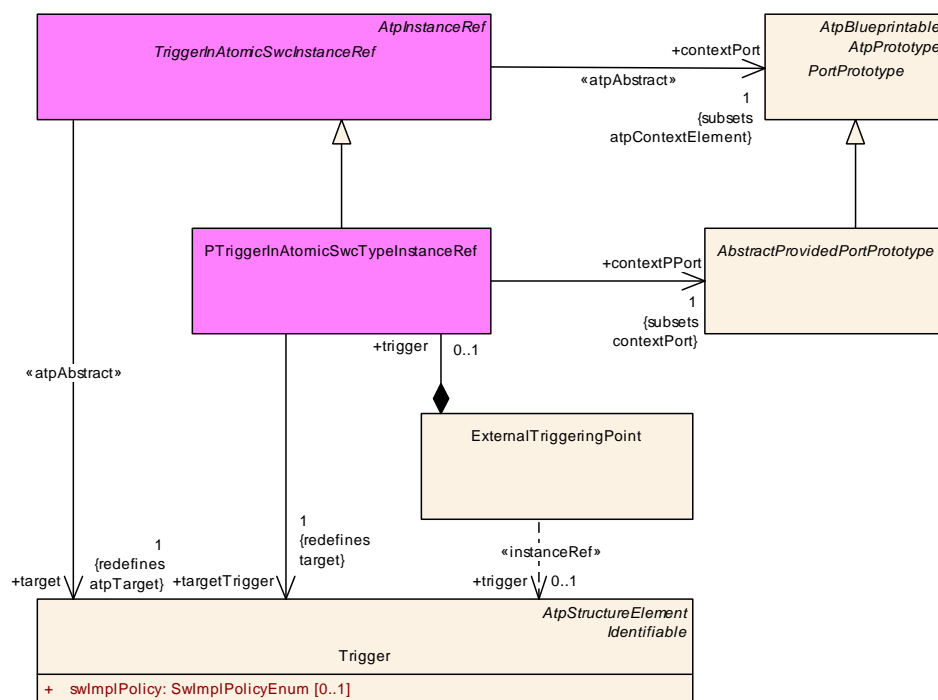 AtpInstanceRef
TriggerInAtomicSwcInstanceRef
AtpBlueprintable
AtpPrototype
PortPrototype
+contextPort
«atpAbstract»
1
{subsets
atpContextElement}
PTriggerInAtomicSwcTypeInstanceRef
AbstractProvidedPortPrototype
+contextPPort
1
{subsets
contextPort}
+trigger
0..1
«atpAbstract»
ExternalTriggeringPoint
1
{redefines
target}
1
{redefines
atpTarget}
«instanceRef»
+target
+targetTrigger
+trigger
0..1
AtpStructureElement
Identifiable
Trigger
+ swImplPolicy: SwImplPolicyEnum [0..1]